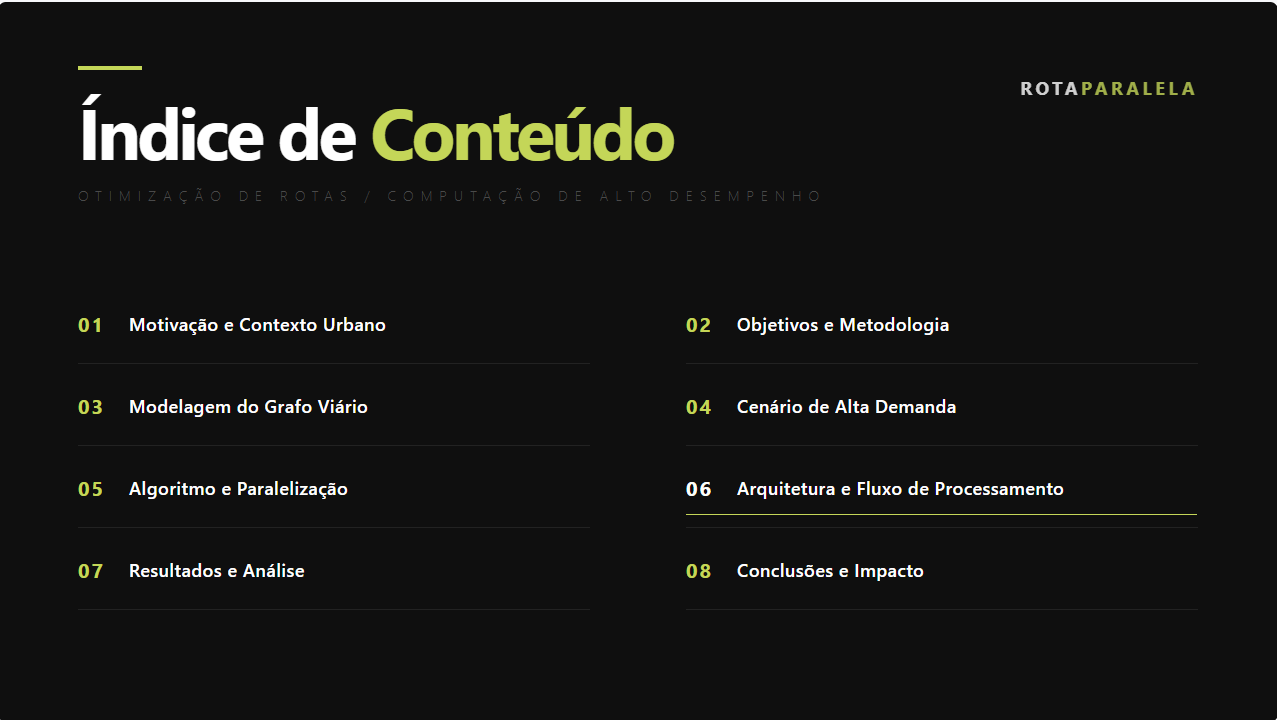 ROTAPARALELA
Índice de Conteúdo
OTIMIZAÇÃO DE ROTAS / COMPUTAÇÃO DE ALTO DESEMPENHO
01 Motivação e Contexto Urbano
02 Objetivos e Metodologia
03 Modelagem do Grafo Viário
04 Cenário de Alta Demanda
05 Algoritmo e Paralelização
06 Arquitetura e Fluxo de Processamento
07 Resultados e Análise
08 Conclusões e Impacto